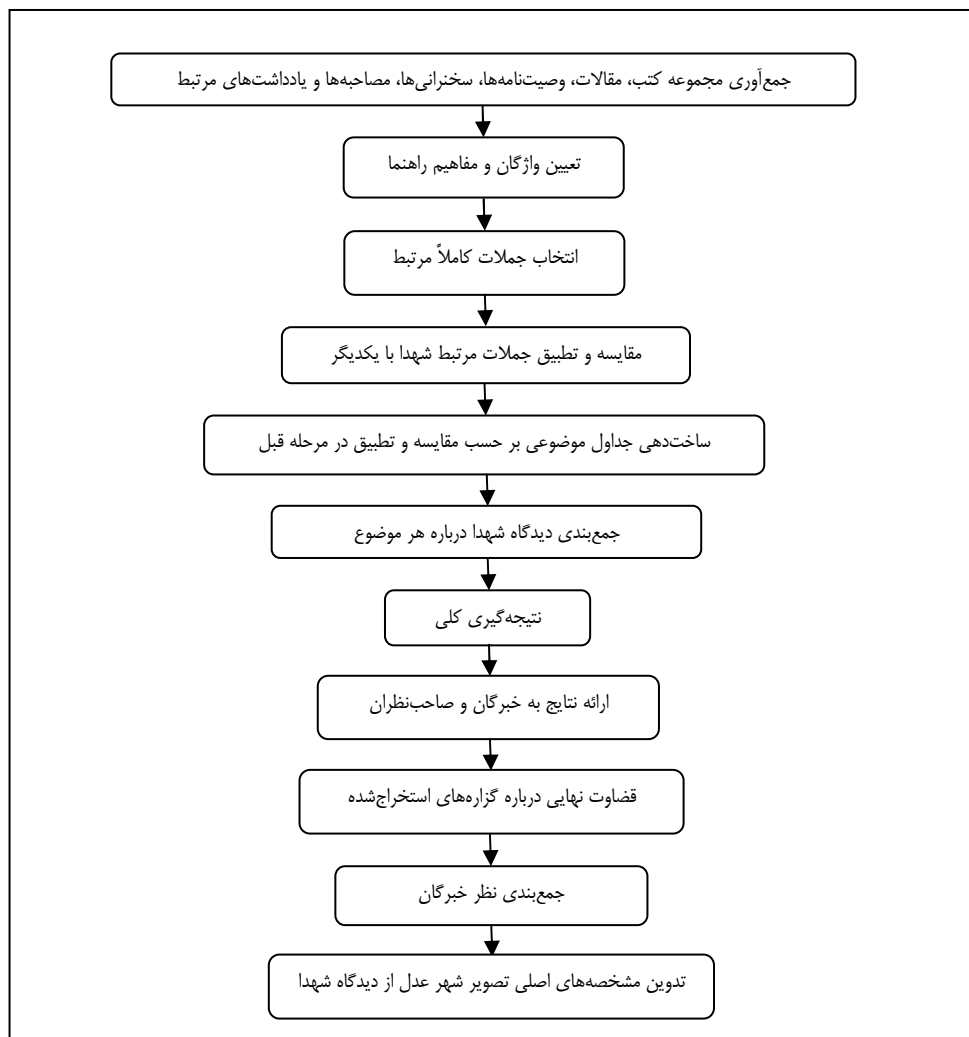 جمع‌آوری مجموعه کتب، مقالات، وصیت‌نامه‌ها، سخنرانی‌ها، مصاحبه‌ها و یادداشت‌های مرتبط
تعیین واژگان و مفاهیم راهنما
انتخاب جملات کاملاً مرتبط
مقایسه و تطبیق جملات مرتبط شهدا با یکدیگر
ساخت‌دهی جداول موضوعی بر حسب مقایسه و تطبیق در مرحله قبل
جمع‌بندی دیدگاه شهدا درباره هر موضوع
نتیجه‌گیری کلی
ارائه نتایج به خبرگان و صاحب‌نظران
قضاوت نهایی درباره گزاره‌های استخراج‌شده
جمع‌بندی نظر خبرگان
تدوین مشخصه‌های اصلی تصویر شهر عدل از دیدگاه شهدا